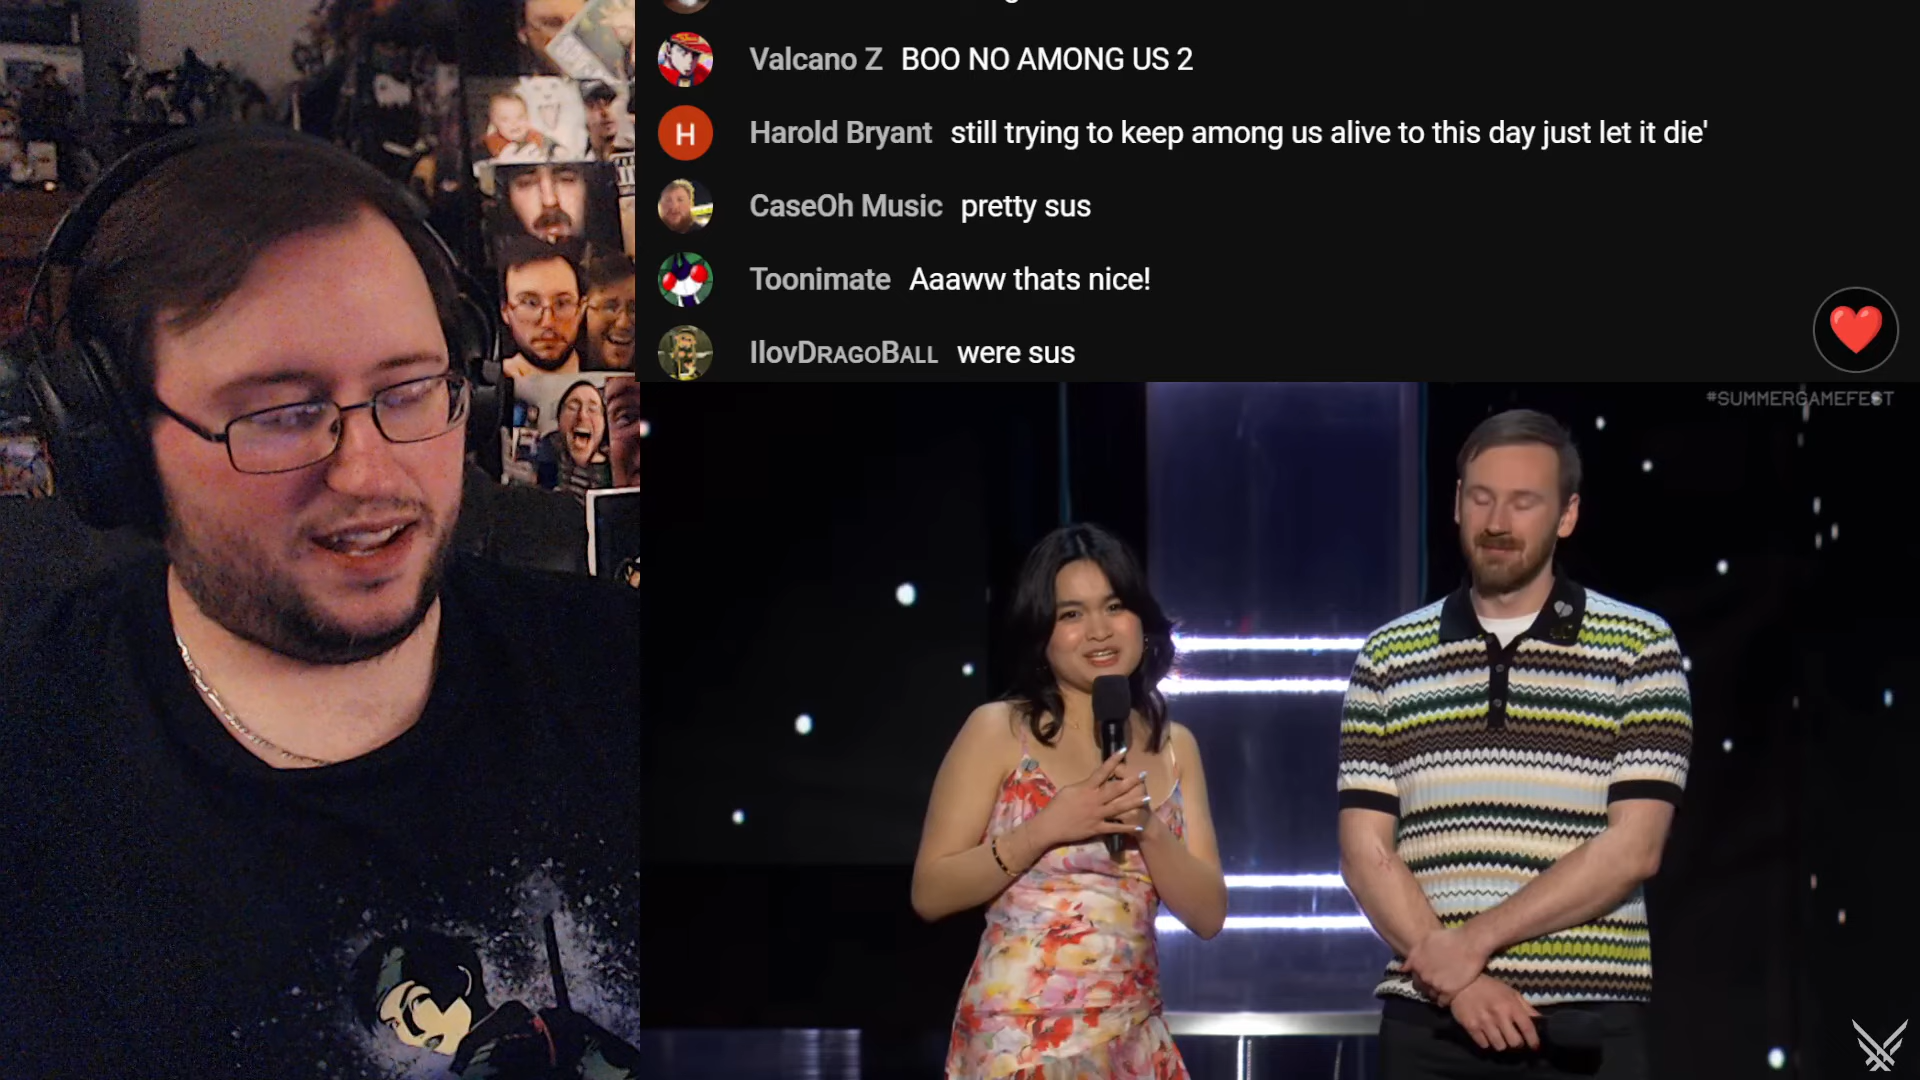 Valcano Z BOO NO AMONG US 2
H Harold Bryant still trying to keep among us alive to this day just let it die'
CaseOh Music pretty sus
Toonimate Aaaww thats nice!
IlovDRAGOBALL were sus
#SUMMERGAMEFEST